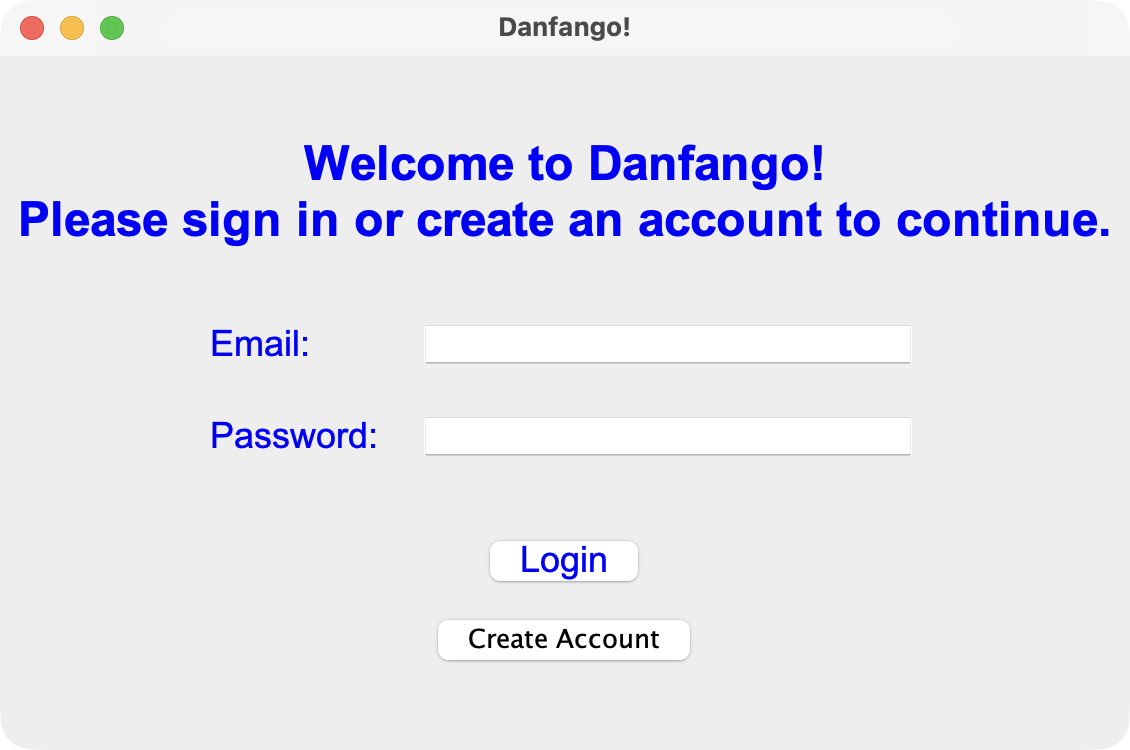 Danfango!
Welcome to Danfango!
Please sign in or create an account to continue.
Email:
Password:
Login
Create Account